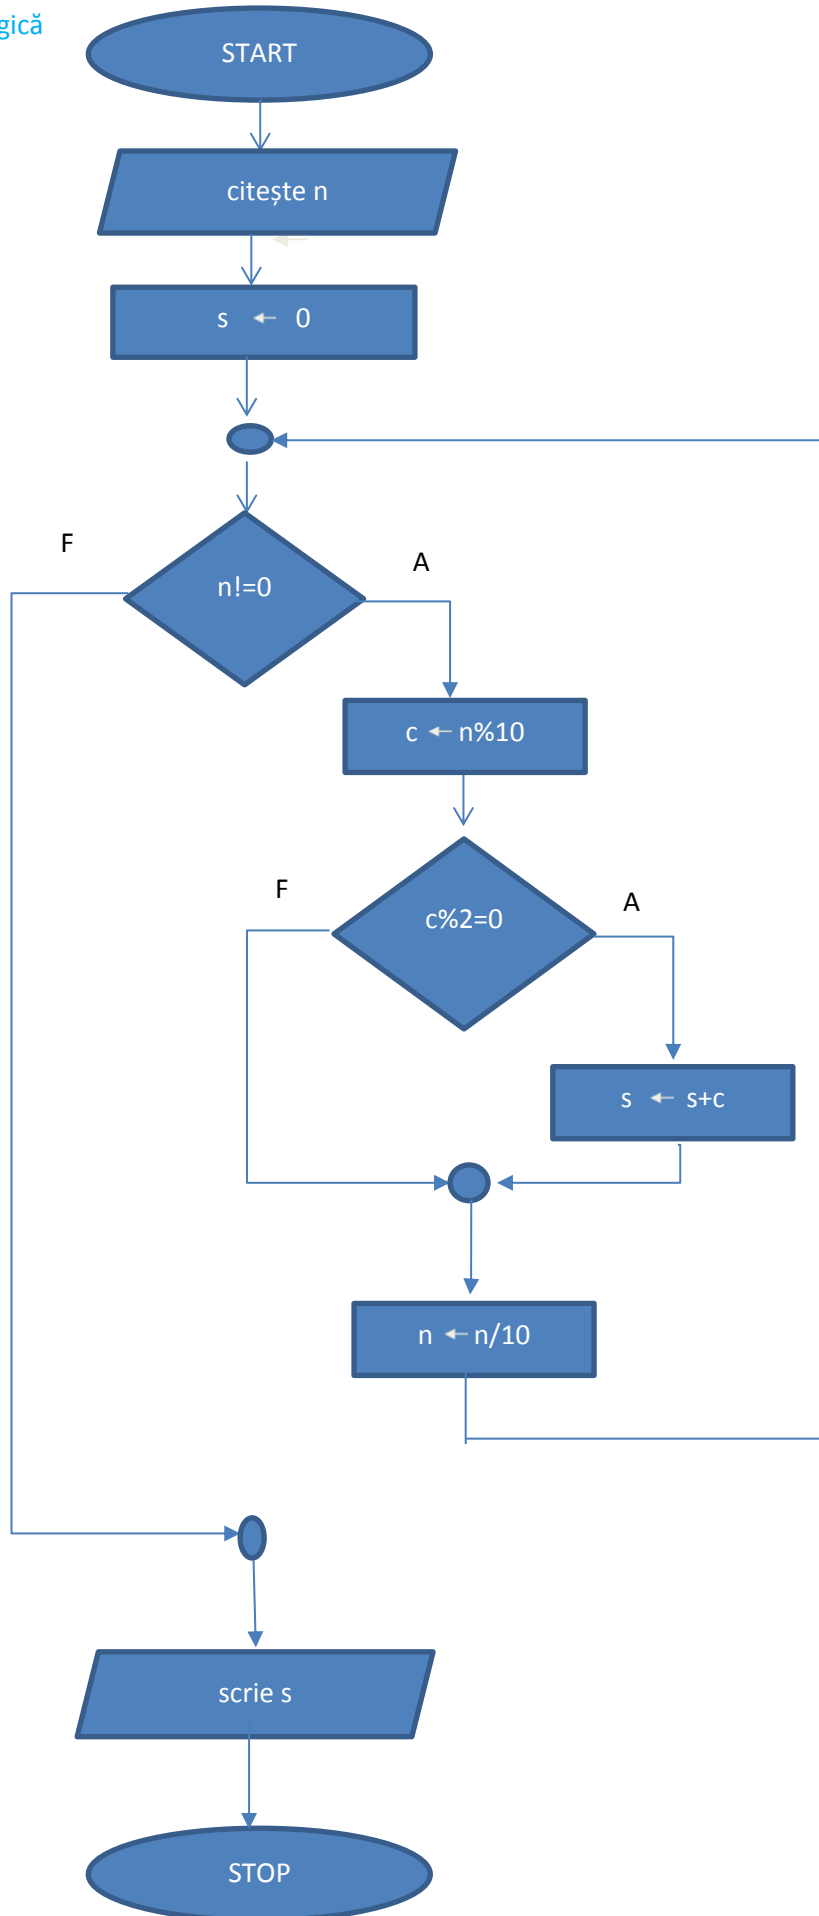 gică
START
citește n
s ← 0
F
A
n!=0
c ← n%10
F
A
c%2=0
s ← s+c
n ← n/10
scrie s
STOP